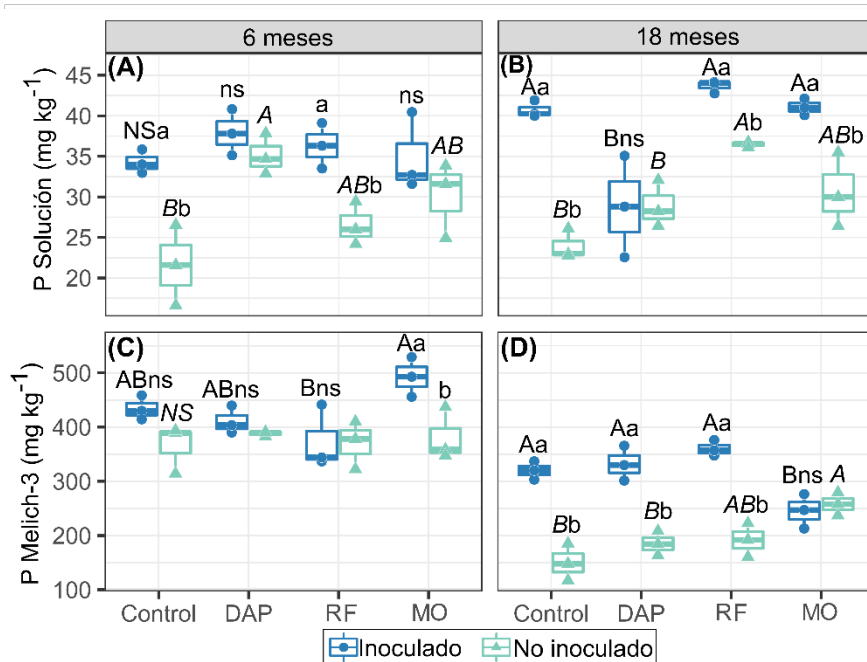 6 meses
18 meses
(A)
(B)
P Solución (mg kg⁻¹)
45
40
35
30
25
20
NSa
Bb
ns
A
a
ABb
ns
AB
Aa
Bb
Bns
B
Aa
Ab
Aa
ABb
(C)
(D)
P Melich-3 (mg kg⁻¹)
500
400
300
200
100
ABns
NS
ABns
Bns
Aa
b
Aa
Bb
Aa
Bb
Aa
ABb
Bns
A
Control DAP RF MO
Control DAP RF MO
Inoculado No inoculado